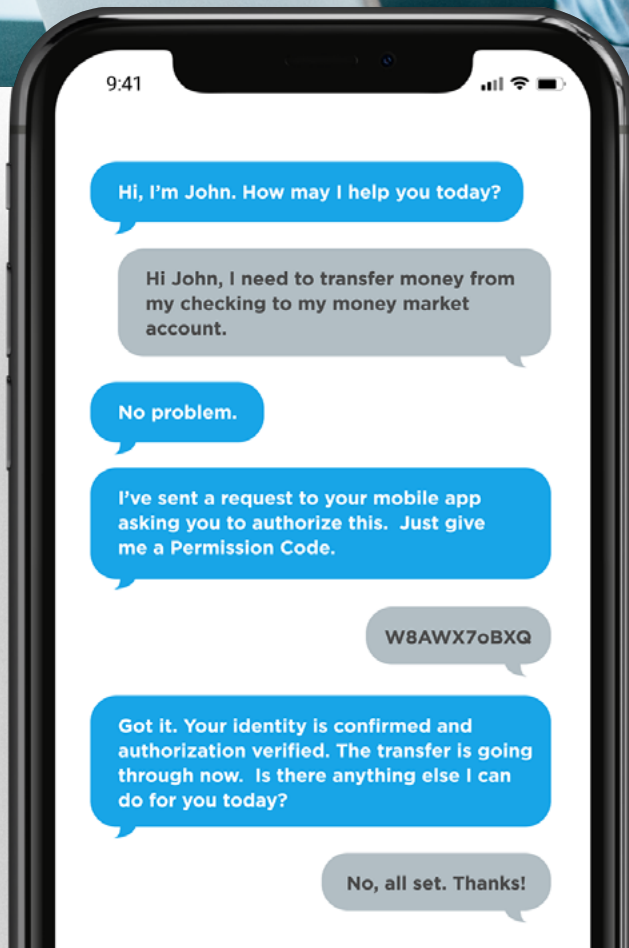 9:41
Hi, I'm John. How may I help you today?
Hi John, I need to transfer money from
my checking to my money market
account.
No problem.
I've sent a request to your mobile app
asking you to authorize this.  Just give
me a Permission Code.
W8AWX7oBXQ
Got it. Your identity is confirmed and
authorization verified. The transfer is going
through now.  Is there anything else I can
do for you today?
No, all set. Thanks!